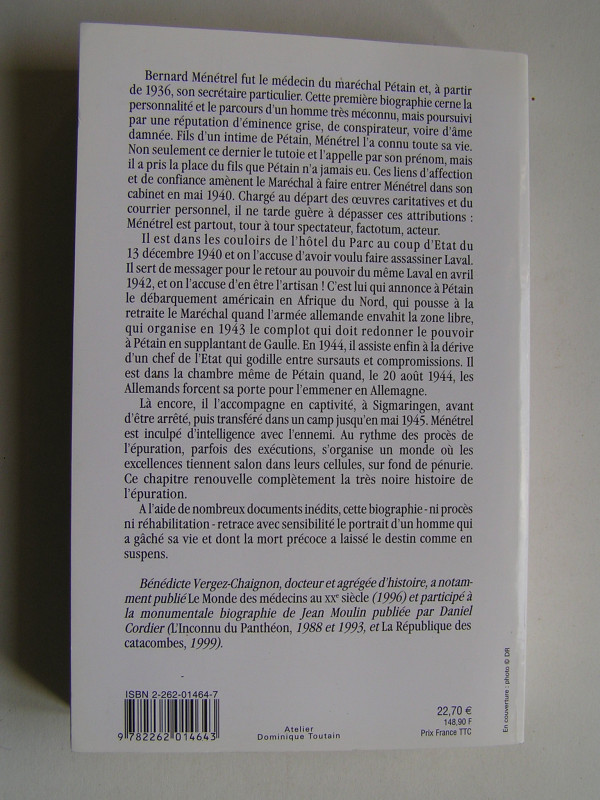 Bernard Ménétrel fut le médecin du maréchal Pétain et, à partir
de 1936, son secrétaire particulier. Cette première biographie cerne la
personnalité et le parcours d'un homme très méconnu, mais poursuivi
par une réputation d'éminence grise, de conspirateur, voire d'âme
damnée. Fils d'un intime de Pétain, Ménétrel l'a connu toute sa vie.
Non seulement ce dernier le tutoie et l'appelle par son prénom, mais
il a pris la place du fils que Pétain n'a jamais eu. Ces liens d'affection
et de confiance amènent le Maréchal à faire entrer Ménétrel dans son
cabinet en mai 1940. Chargé au départ des œuvres caritatives et du
courrier personnel, il ne tarde guère à dépasser ces attributions :
Ménétrel est partout, tour à tour spectateur, factotum, acteur.
Il est dans les couloirs de l'hôtel du Parc au coup d'Etat du
13 décembre 1940 et on l'accuse d'avoir voulu faire assassiner Laval.
Il sert de messager pour le retour au pouvoir du même Laval en avril
1942, et on l'accuse d'en être l'artisan ! C'est lui qui annonce à Pétain
le débarquement américain en Afrique du Nord, qui pousse à la
retraite le Maréchal quand l'armée allemande envahit la zone libre,
qui organise en 1943 le complot qui doit redonner le pouvoir
à Pétain en supplantant de Gaulle. En 1944, il assiste enfin à la dérive
d'un chef de l'Etat qui godille entre sursauts et compromissions. Il
est dans la chambre même de Pétain quand, le 20 août 1944, les
Allemands forcent sa porte pour l'emmener en Allemagne.
Là encore, il l'accompagne en captivité, à Sigmaringen, avant
d'être arrêté, puis transféré dans un camp jusqu'en mai 1945. Ménétrel
est inculpé d'intelligence avec l'ennemi. Au rythme des procès de
l'épuration, parfois des exécutions, s'organise un monde où les
excellences tiennent salon dans leurs cellules, sur fond de pénurie.
Ce chapitre renouvelle complètement la très noire histoire de
l'épuration.
A l'aide de nombreux documents inédits, cette biographie - ni procès
ni réhabilitation - retrace avec sensibilité le portrait d'un homme qui
a gâché sa vie et dont la mort précoce a laissé le destin comme en
suspens.
Bénédicte Vergez-Chaignon, docteur et agrégée d'histoire, a notam-
ment publié Le Monde des médecins au XXe siècle (1996) et participé à
la monumentale biographie de Jean Moulin publiée par Daniel
Cordier (L'Inconnu du Panthéon, 1988 et 1993, et La République des
catacombes, 1999).
ISBN 2-262-01464-7
9 782262 014643
Atelier
Dominique Toutain
22,70 €
148,90 F
Prix France TTC
En couverture : photo © DR